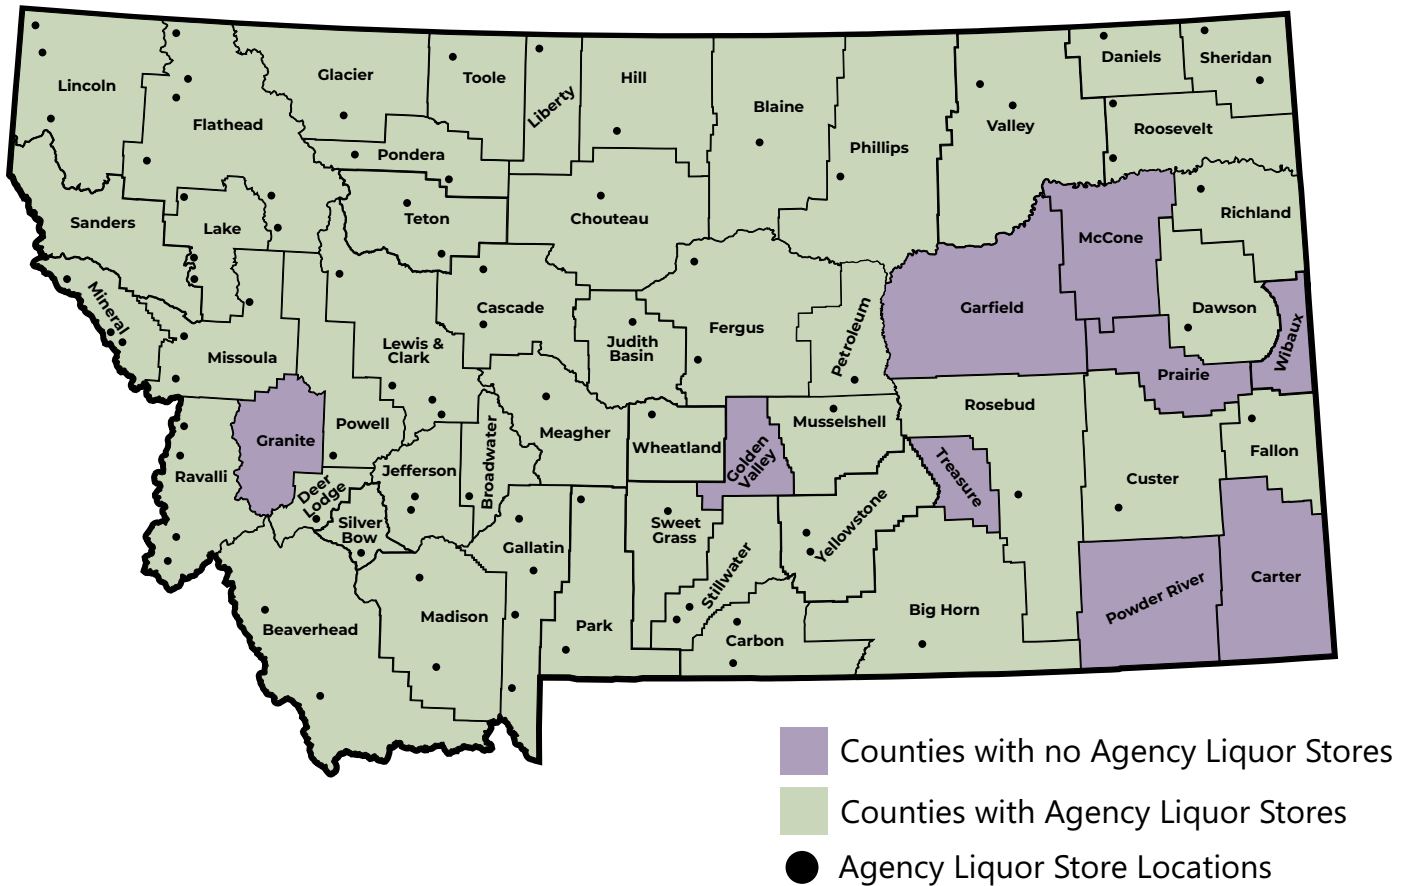 Lincoln
Flathead
Glacier
Toole
Liberty
Hill
Blaine
Phillips
Valley
Daniels
Sheridan
Roosevelt
Pondera
Sanders
Lake
Teton
Chouteau
McCone
Richland
Mineral
Missoula
Lewis &
Clark
Cascade
Judith
Basin
Fergus
Petroleum
Garfield
Dawson
Wibaux
Prairie
Granite
Powell
Ravalli
Deer
Lodge
Silver
Bow
Jefferson
Broadwater
Meagher
Wheatland
Golden
Valley
Musselshell
Rosebud
Treasure
Custer
Fallon
Gallatin
Sweet
Grass
Stillwater
Yellowstone
Beaverhead
Madison
Park
Carbon
Big Horn
Powder River
Carter
Counties with no Agency Liquor Stores
Counties with Agency Liquor Stores
Agency Liquor Store Locations